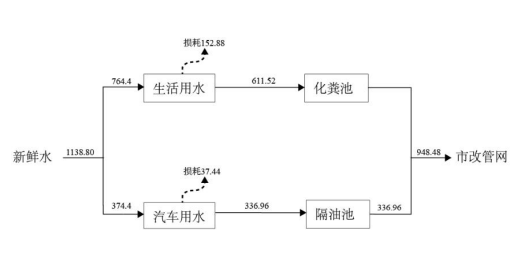 损耗152.88
764.4
生活用水
611.52
化粪池
新鲜水
1138.80
948.48
市改管网
损耗37.44
374.4
汽车用水
336.96
隔油池
336.96